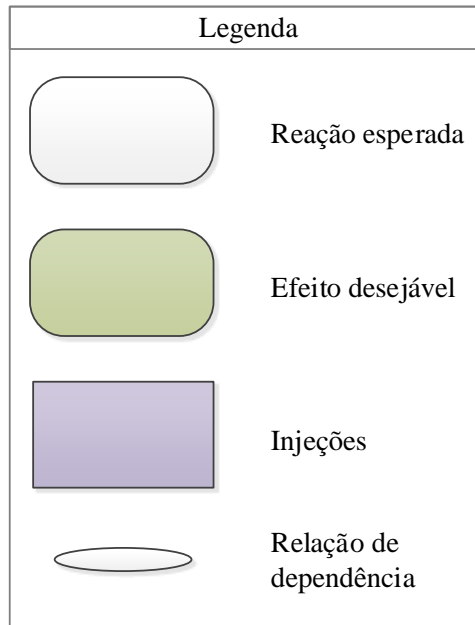 Legenda
Reação esperada
Efeito desejável
Injeções
Relação de
dependência